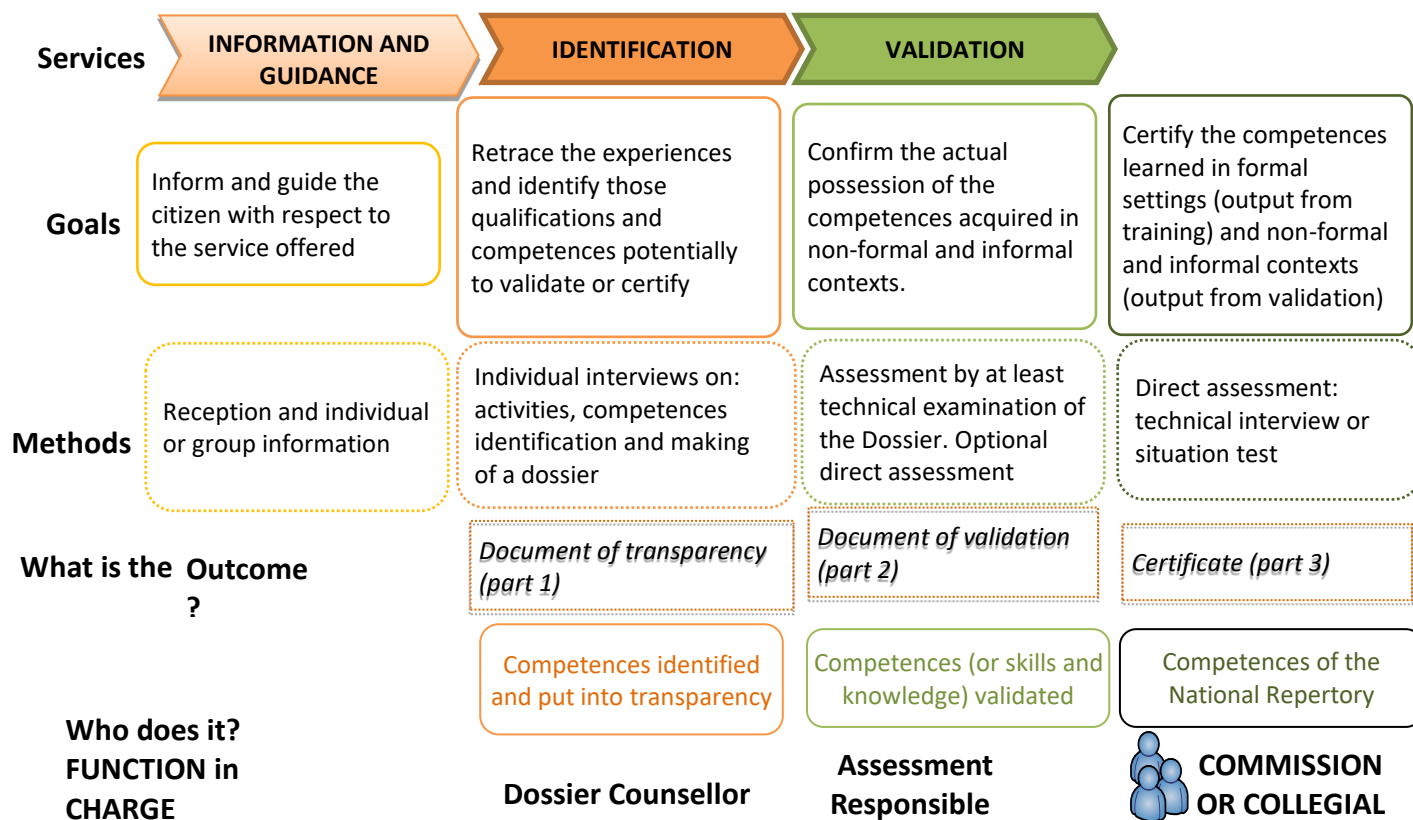 Services
INFORMATION AND
GUIDANCE
IDENTIFICATION
VALIDATION
Goals
Inform and guide the
citizen with respect to
the service offered
Retrace the experiences
and identify those
qualifications and
competences potentially
to validate or certify
Confirm the actual
possession of the
competences acquired in
non-formal and informal
contexts.
Certify the competences
learned in formal
settings (output from
training) and non-formal
and informal contexts
(output from validation)
Methods
Reception and individual
or group information
Individual interviews on:
activities, competences
identification and making
of a dossier
Assessment by at least
technical examination of
the Dossier. Optional
direct assessment
Direct assessment:
technical interview or
situation test
What is the Outcome
?
Document of transparency
(part 1)
Document of validation
(part 2)
Certificate (part 3)
Competences identified
and put into transparency
Competences (or skills and
knowledge) validated
Competences of the
National Repertory
Who does it?
FUNCTION in
CHARGE
Dossier Counsellor
Assessment
Responsible
COMMISSION
OR COLLEGIAL